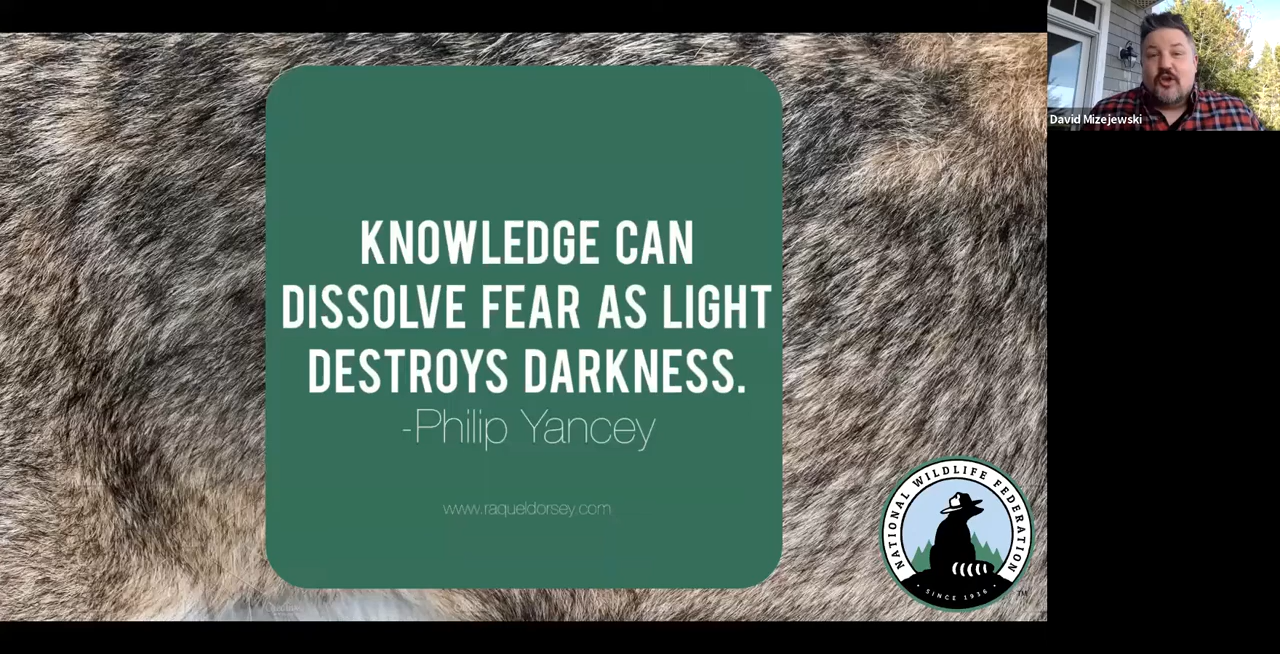 KNOWLEDGE CAN
DISSOLVE FEAR AS LIGHT
DESTROYS DARKNESS.
-Philip Yancey
www.raqueldorsey.com
David Mizejewski
NATIONAL WILDLIFE FEDERATION
· SINCE 1936 ·
TM